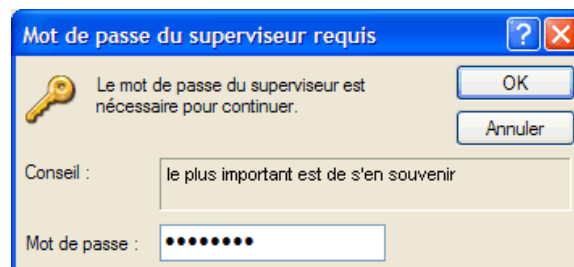 Mot de passe du superviseur requis
Le mot de passe du superviseur est
nécessaire pour continuer.
OK
Annuler
Conseil :
le plus important est de s'en souvenir
Mot de passe :
••••••••